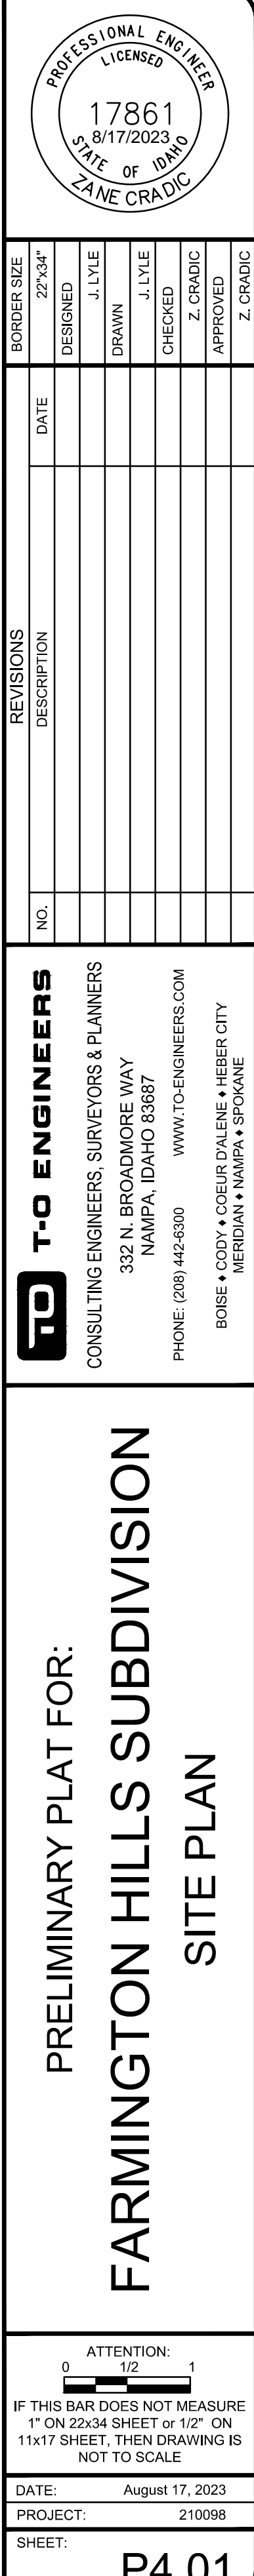 PROFESSIONAL ENGINEER
LICENSED
17861
8/17/2023
STATE OF IDAHO
ZANE CRADIC
BORDER SIZE
22"x34"
DESIGNED
J. LYLE
DRAWN
J. LYLE
CHECKED
Z. CRADIC
APPROVED
Z. CRADIC
REVISIONS
NO. DESCRIPTION DATE
TO T-O ENGINEERS
CONSULTING ENGINEERS, SURVEYORS & PLANNERS
332 N. BROADMORE WAY
NAMPA, IDAHO 83687
PHONE: (208) 442-6300 WWW.TO-ENGINEERS.COM
BOISE ♦ CODY ♦ COEUR D'ALENE ♦ HEBER CITY
MERIDIAN ♦ NAMPA ♦ SPOKANE
PRELIMINARY PLAT FOR:
FARMINGTON HILLS SUBDIVISION
SITE PLAN
ATTENTION:
0 1/2 1
IF THIS BAR DOES NOT MEASURE
1" ON 22x34 SHEET or 1/2" ON
11x17 SHEET, THEN DRAWING IS
NOT TO SCALE
DATE: August 17, 2023
PROJECT: 210098
SHEET:
P4.01